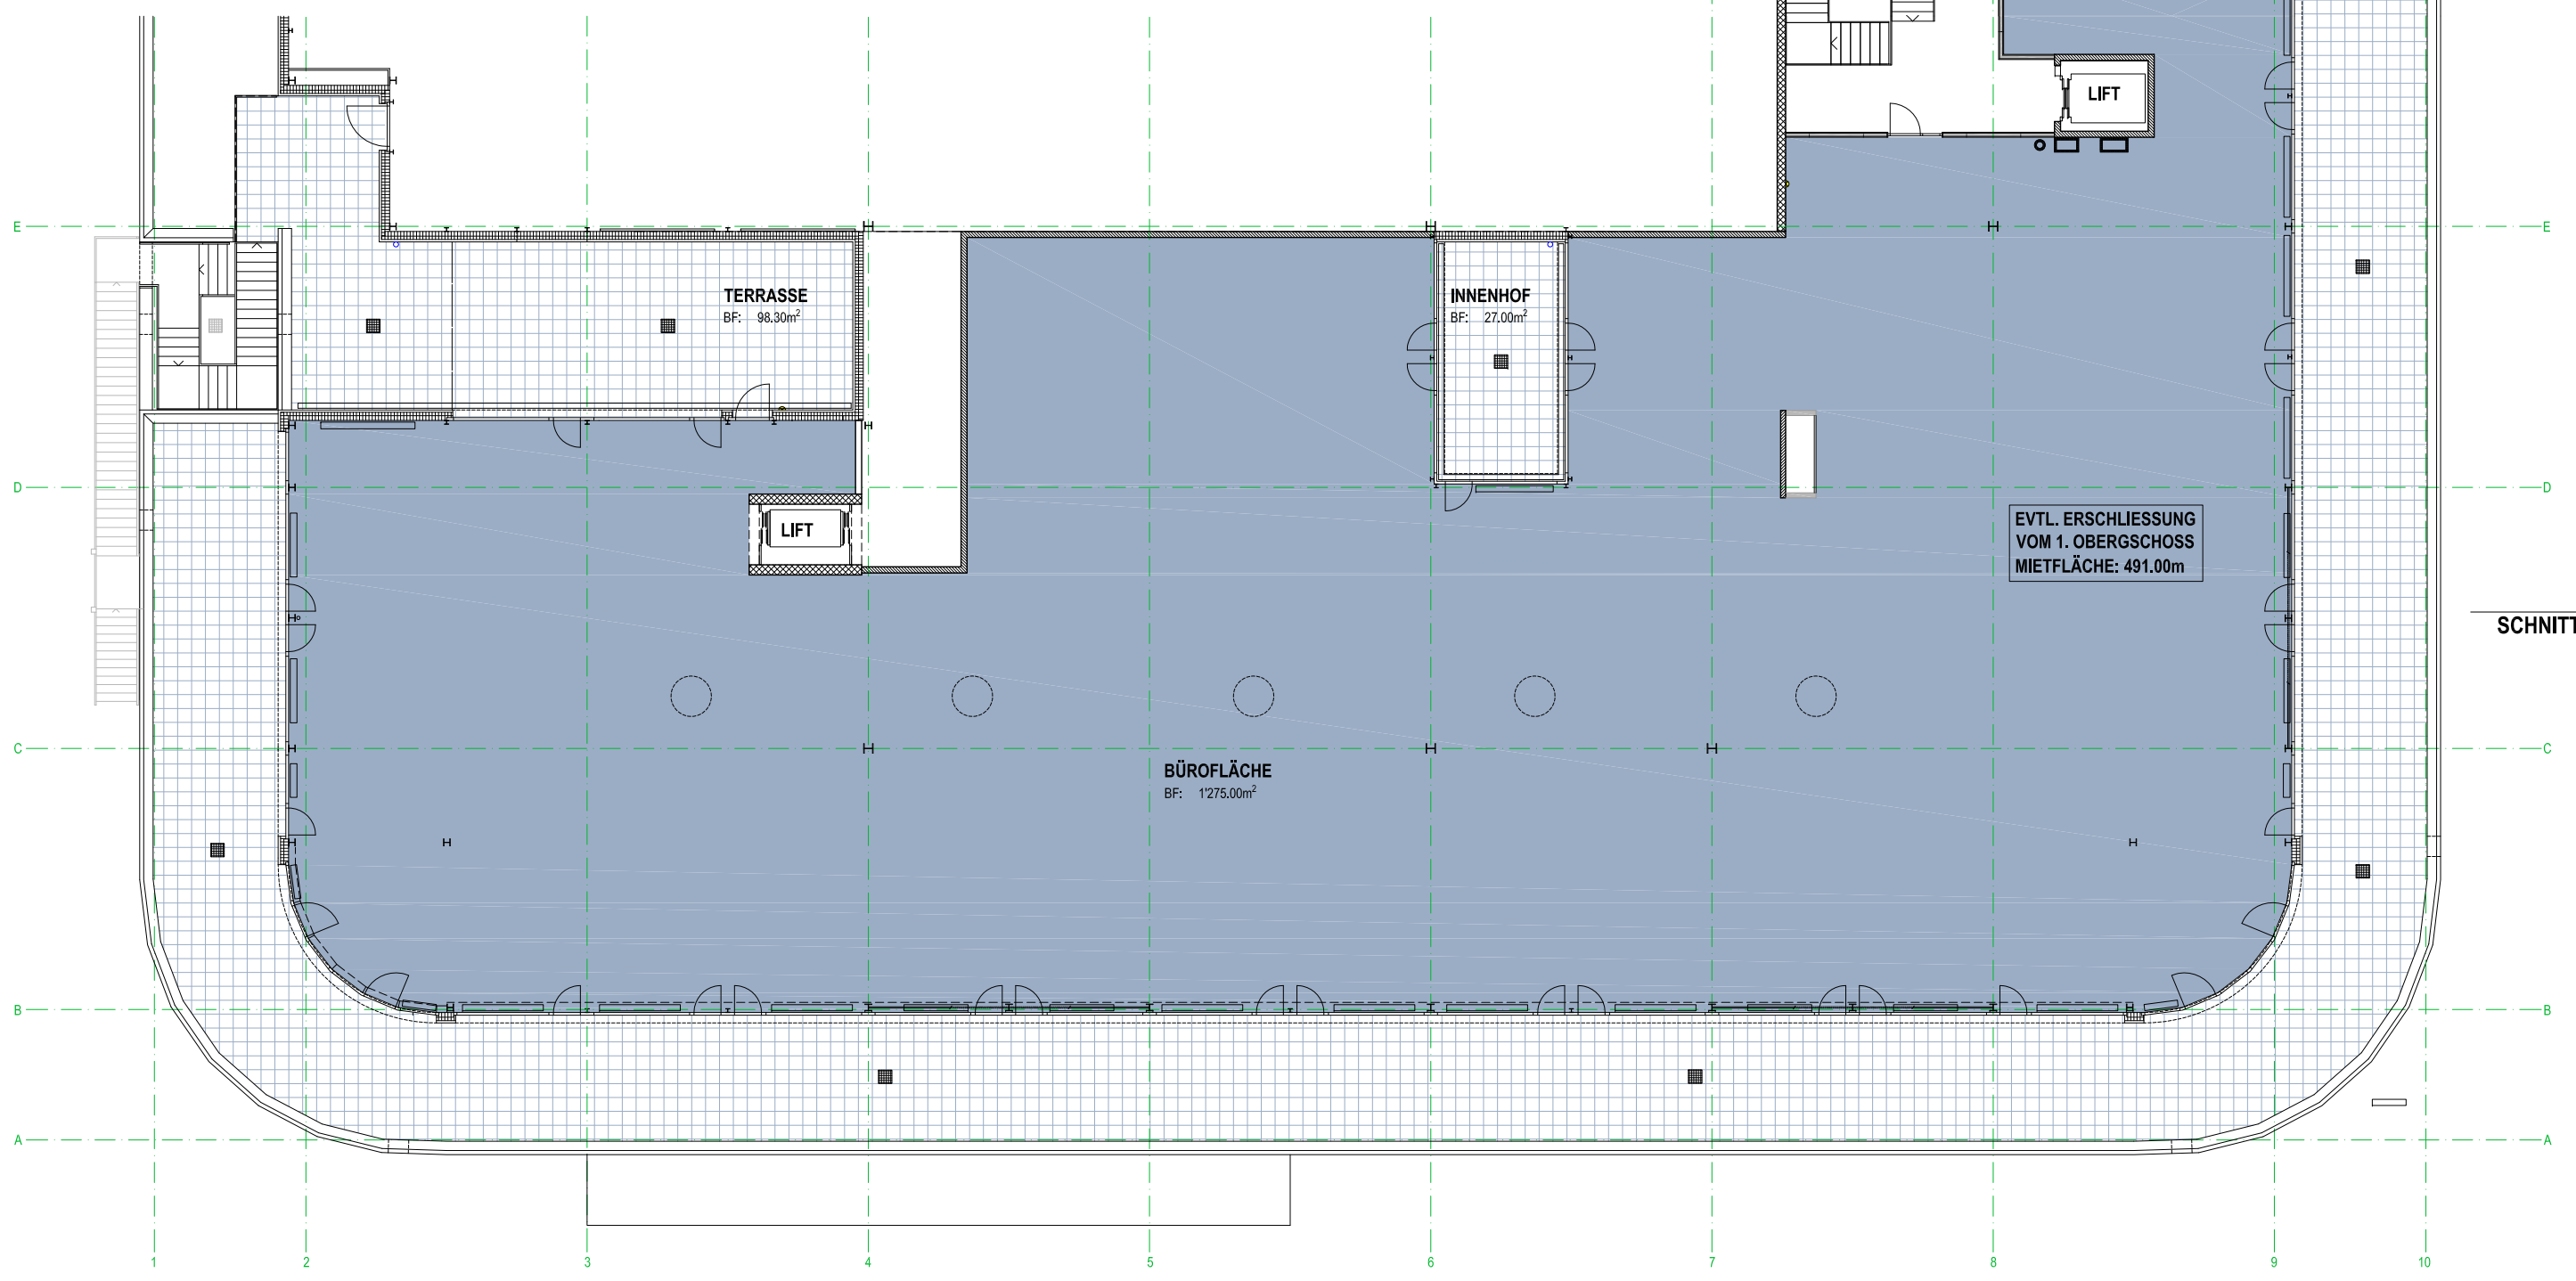 LIFT
E
E
TERRASSE
BF: 98.30m²
INNENHOF
BF: 27.00m²
D
D
LIFT
EVTL. ERSCHLIESSUNG
VOM 1. OBERGSCHOSS
MIETFLÄCHE: 491.00m
SCHNITT
C
C
BÜROFLÄCHE
BF: 1'275.00m²
B
B
A
A
1 2 3 4 5 6 7 8 9 10